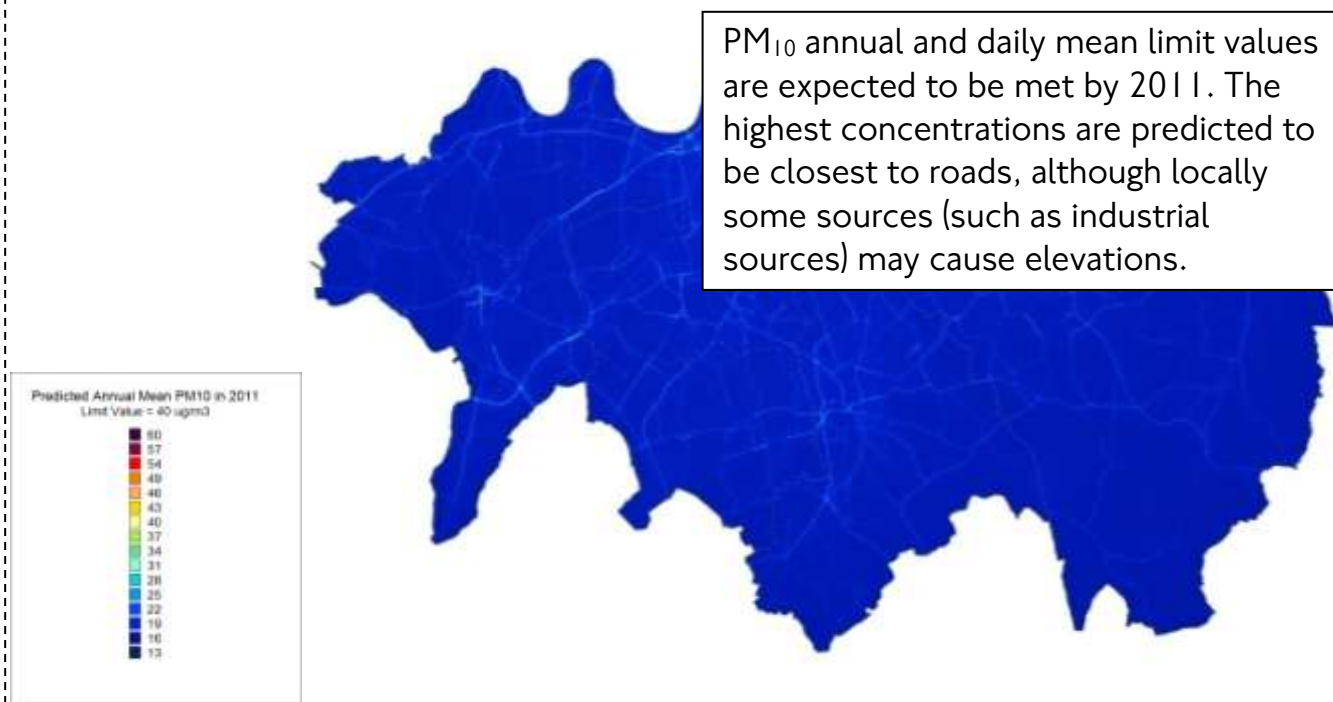 PM₁₀ annual and daily mean limit values
are expected to be met by 2011. The
highest concentrations are predicted to
be closest to roads, although locally
some sources (such as industrial
sources) may cause elevations.
Predicted Annual Mean PM10 in 2011
Limit Value = 40 ugm3
60
57
54
49
46
43
40
37
34
31
28
25
22
19
16
13